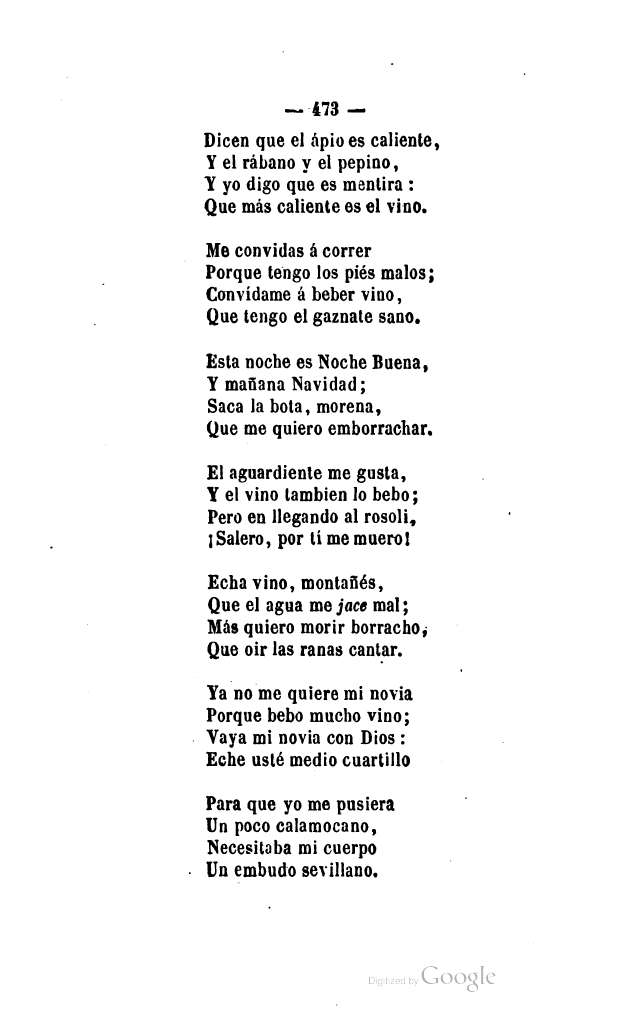 — 473 —
Dicen que el ápio es caliente,
Y el rábano y el pepino,
Y yo digo que es mentira :
Que más caliente es el vino.
Me convidas á correr
Porque tengo los piés malos;
Convídame á beber vino,
Que tengo el gaznate sano.
Esta noche es Noche Buena,
Y mañana Navidad;
Saca la bota, morena,
Que me quiero emborrachar.
El aguardiente me gusta,
Y el vino tambien lo bebo;
Pero en llegando al rosoli,
¡Salero, por tí me muero!
Echa vino, montañés,
Que el agua me jace mal;
Más quiero morir borracho,
Que oir las ranas cantar.
Ya no me quiere mi novia
Porque bebo mucho vino;
Vaya mi novia con Dios :
Eche usté medio cuartillo
Para que yo me pusiera
Un poco calamocano,
Necesitaba mi cuerpo
Un embudo sevillano.
Digitized by Google